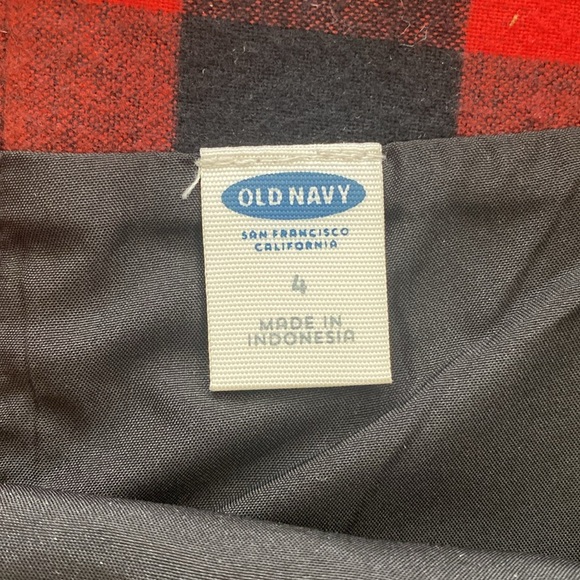 OLD NAVY
SAN FRANCISCO
CALIFORNIA
4
MADE IN
INDONESIA